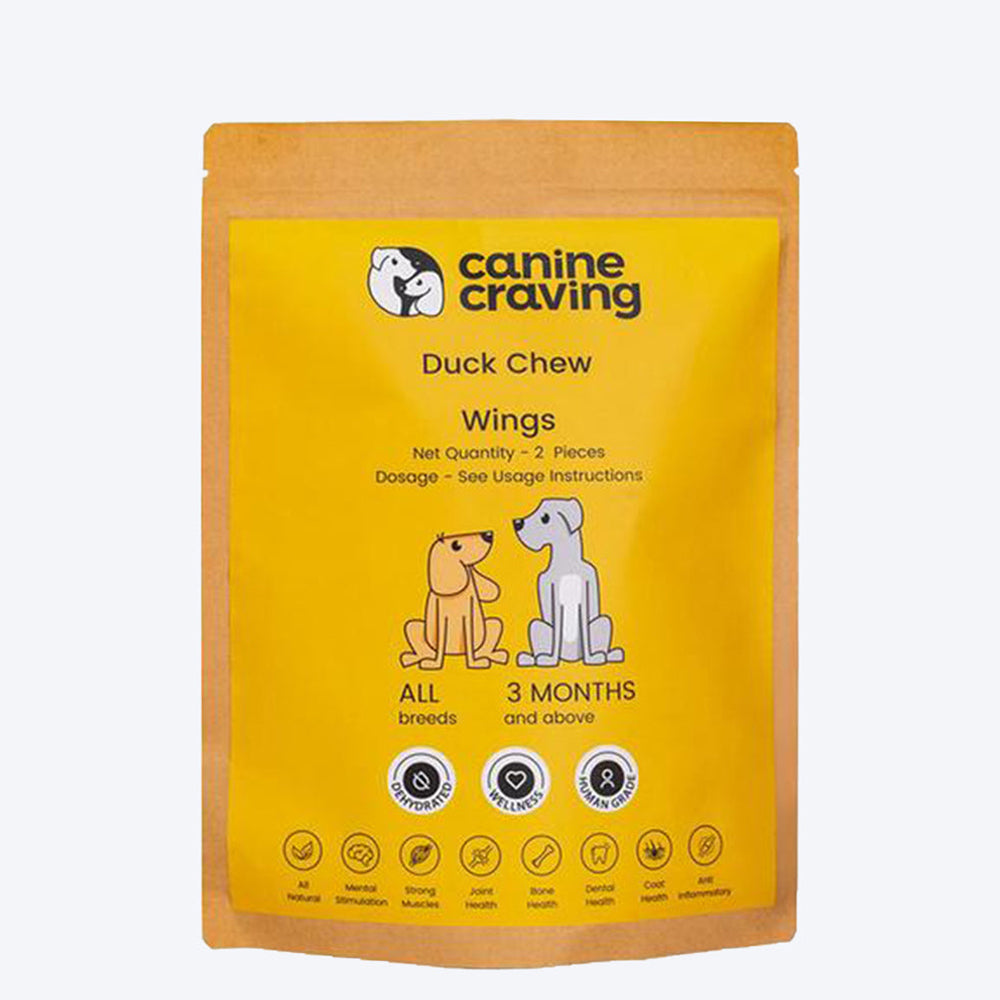 canine
craving
Duck Chew
Wings
Net Quantity - 2 Pieces
Dosage - See Usage Instructions
ALL
breeds
3 MONTHS
and above
DEHYDRATED
WELLNESS
HUMAN GRADE
All
Natural
Mental
Stimulation
Strong
Muscles
Joint
Health
Bone
Health
Dental
Health
Coat
Health
Anti
Inflammatory